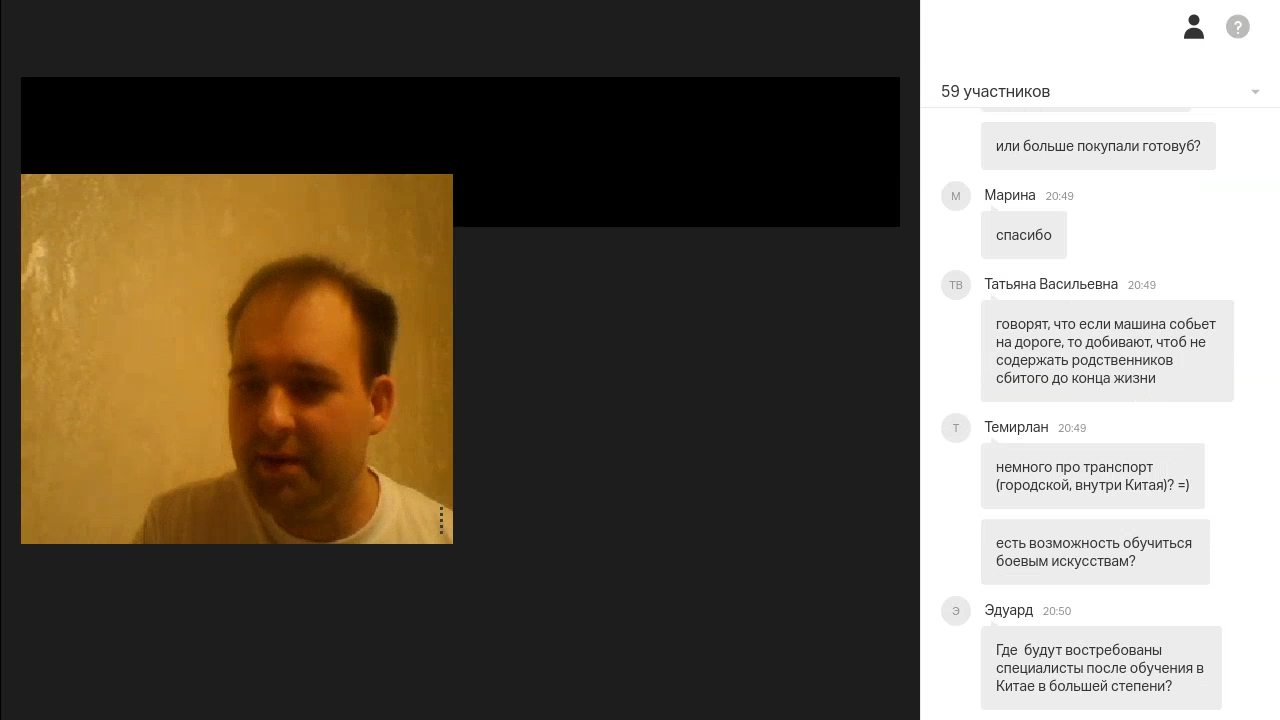 ?
59 участников
или больше покупали готовуб?
М
Марина 20:49
спасибо
ТВ
Татьяна Васильевна 20:49
говорят, что если машина собьет
на дороге, то добивают, чтоб не
содержать родственников
сбитого до конца жизни
Т
Темирлан 20:49
немного про транспорт
(городской, внутри Китая)? =)
есть возможность обучиться
боевым искусствам?
Э
Эдуард 20:50
Где  будут востребованы
специалисты после обучения в
Китае в большей степени?